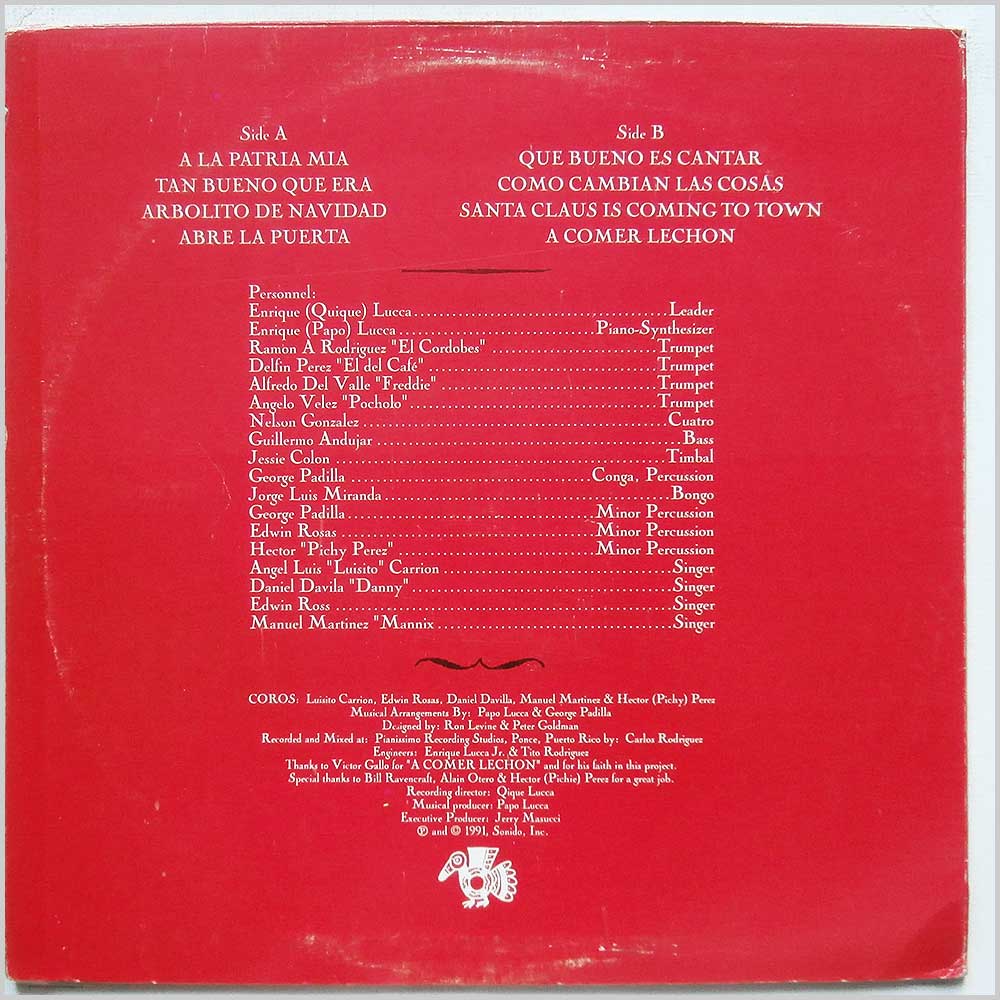 Side A
A LA PATRIA MIA
TAN BUENO QUE ERA
ARBOLITO DE NAVIDAD
ABRE LA PUERTA
Side B
QUE BUENO ES CANTAR
COMO CAMBIAN LAS COSÁS
SANTA CLAUS IS COMING TO TOWN
A COMER LECHON
Personnel:
Enrique (Quique) Lucca........................................Leader
Enrique (Papo) Lucca..............................Piano-Synthesizer
Ramon A Rodriguez "El Cordobes" .........................Trumpet
Delfin Perez "El del Café" ..................................Trumpet
Alfredo Del Valle "Freddie" .................................Trumpet
Angelo Velez "Pocholo".....................................Trumpet
Nelson Gonzalez ..............................................Cuatro
Guillermo Andujar ...............................................Bass
Jessie Colon ....................................................Timbal
George Padilla ....................................Conga, Percussion
Jorge Luis Miranda............................................Bongo
George Padilla.....................................Minor Percussion
Edwin Rosas.......................................Minor Percussion
Hector "Pichy Perez" ..............................Minor Percussion
Angel Luis "Luisito" Carrion ..................................Singer
Daniel Davila "Danny"........................................Singer
Edwin Ross ....................................................Singer
Manuel Martinez "Mannix ....................................Singer
COROS: Luisito Carrion, Edwin Rosas, Daniel Davilla, Manuel Martinez & Hector (Pichy) Perez
Musical Arrangements By: Papo Lucca & George Padilla
Designed by: Ron Levine & Peter Goldman
Recorded and Mixed at: Pianissimo Recording Studios, Ponce, Puerto Rico by: Carlos Rodriguez
Engineers: Enrique Lucca Jr. & Tito Rodriguez
Thanks to Victor Gallo for "A COMER LECHON" and for his faith in this project.
Special thanks to Bill Ravencraft, Alain Otero & Hector (Pichie) Perez for a great job.
Recording director: Qique Lucca
Musical producer: Papo Lucca
Executive Producer: Jerry Masucci
℗ and © 1991, Sonido, Inc.